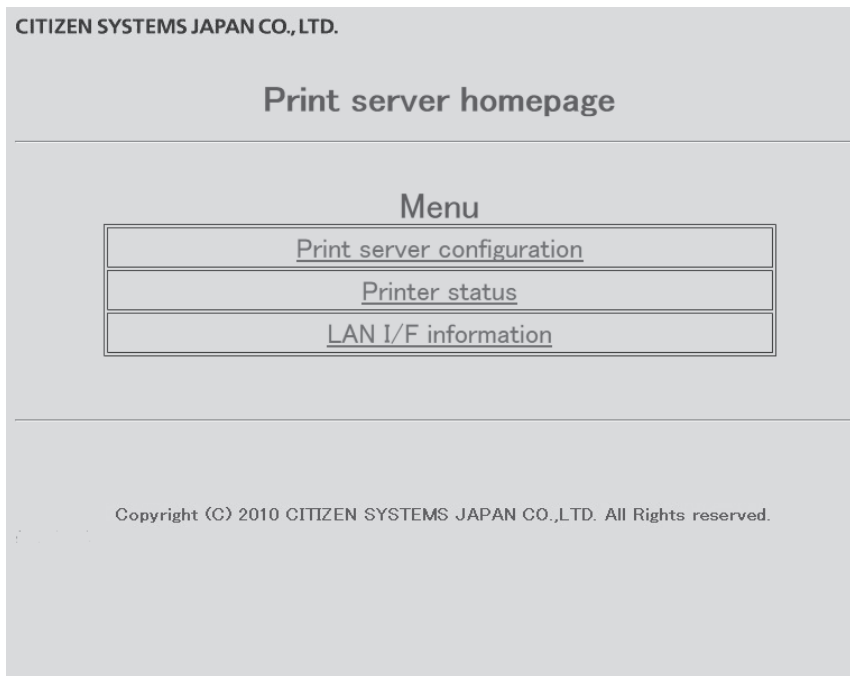 CITIZEN SYSTEMS JAPAN CO., LTD.
Print server homepage
Menu
Print server configuration
Printer status
LAN I/F information
Copyright (C) 2010 CITIZEN SYSTEMS JAPAN CO.,LTD. All Rights reserved.